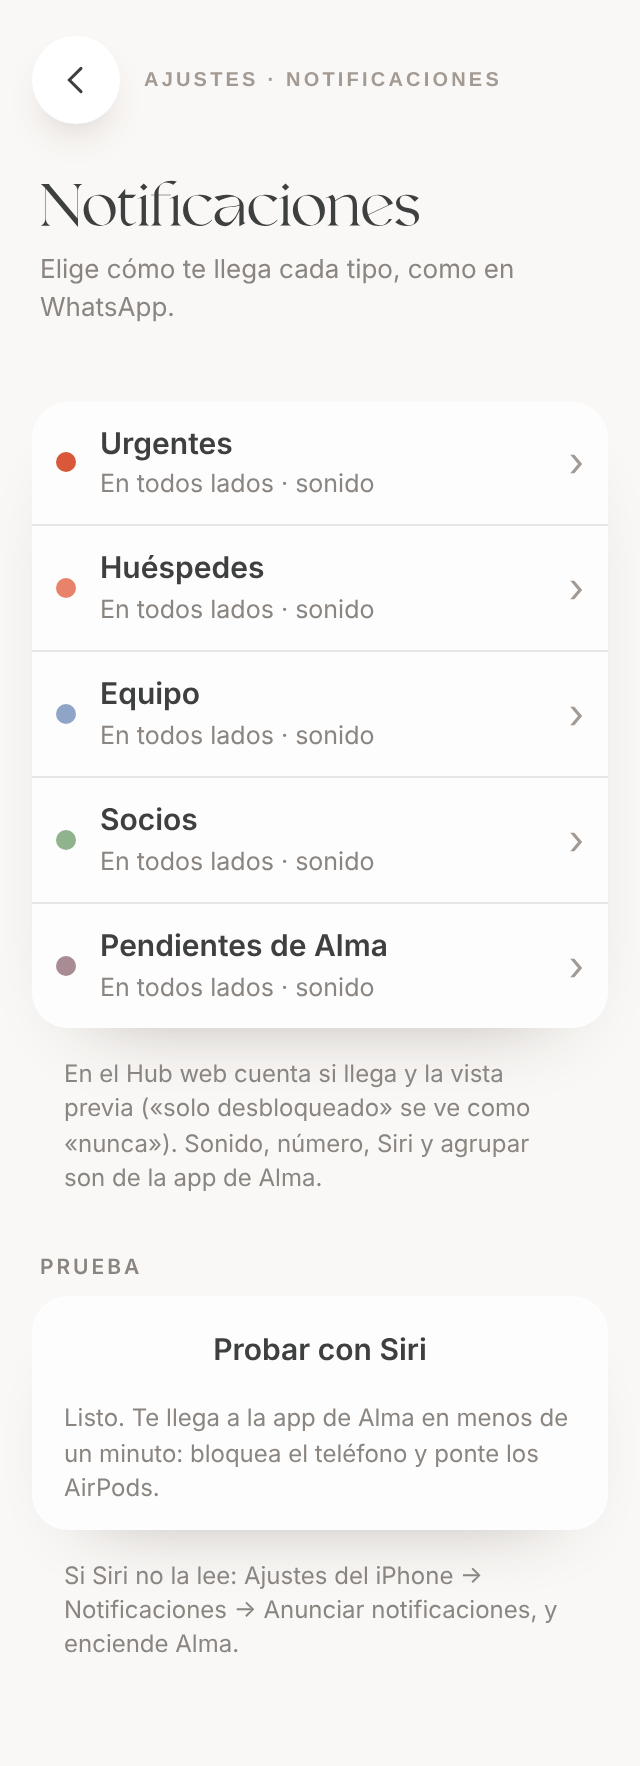 AJUSTES · NOTIFICACIONES
Notificaciones
Elige cómo te llega cada tipo, como en
WhatsApp.
Urgentes
En todos lados · sonido
Huéspedes
En todos lados · sonido
Equipo
En todos lados · sonido
Socios
En todos lados · sonido
Pendientes de Alma
En todos lados · sonido
En el Hub web cuenta si llega y la vista
previa («solo desbloqueado» se ve como
«nunca»). Sonido, número, Siri y agrupar
son de la app de Alma.
PRUEBA
Probar con Siri
Listo. Te llega a la app de Alma en menos de
un minuto: bloquea el teléfono y ponte los
AirPods.
Si Siri no la lee: Ajustes del iPhone →
Notificaciones → Anunciar notificaciones, y
enciende Alma.